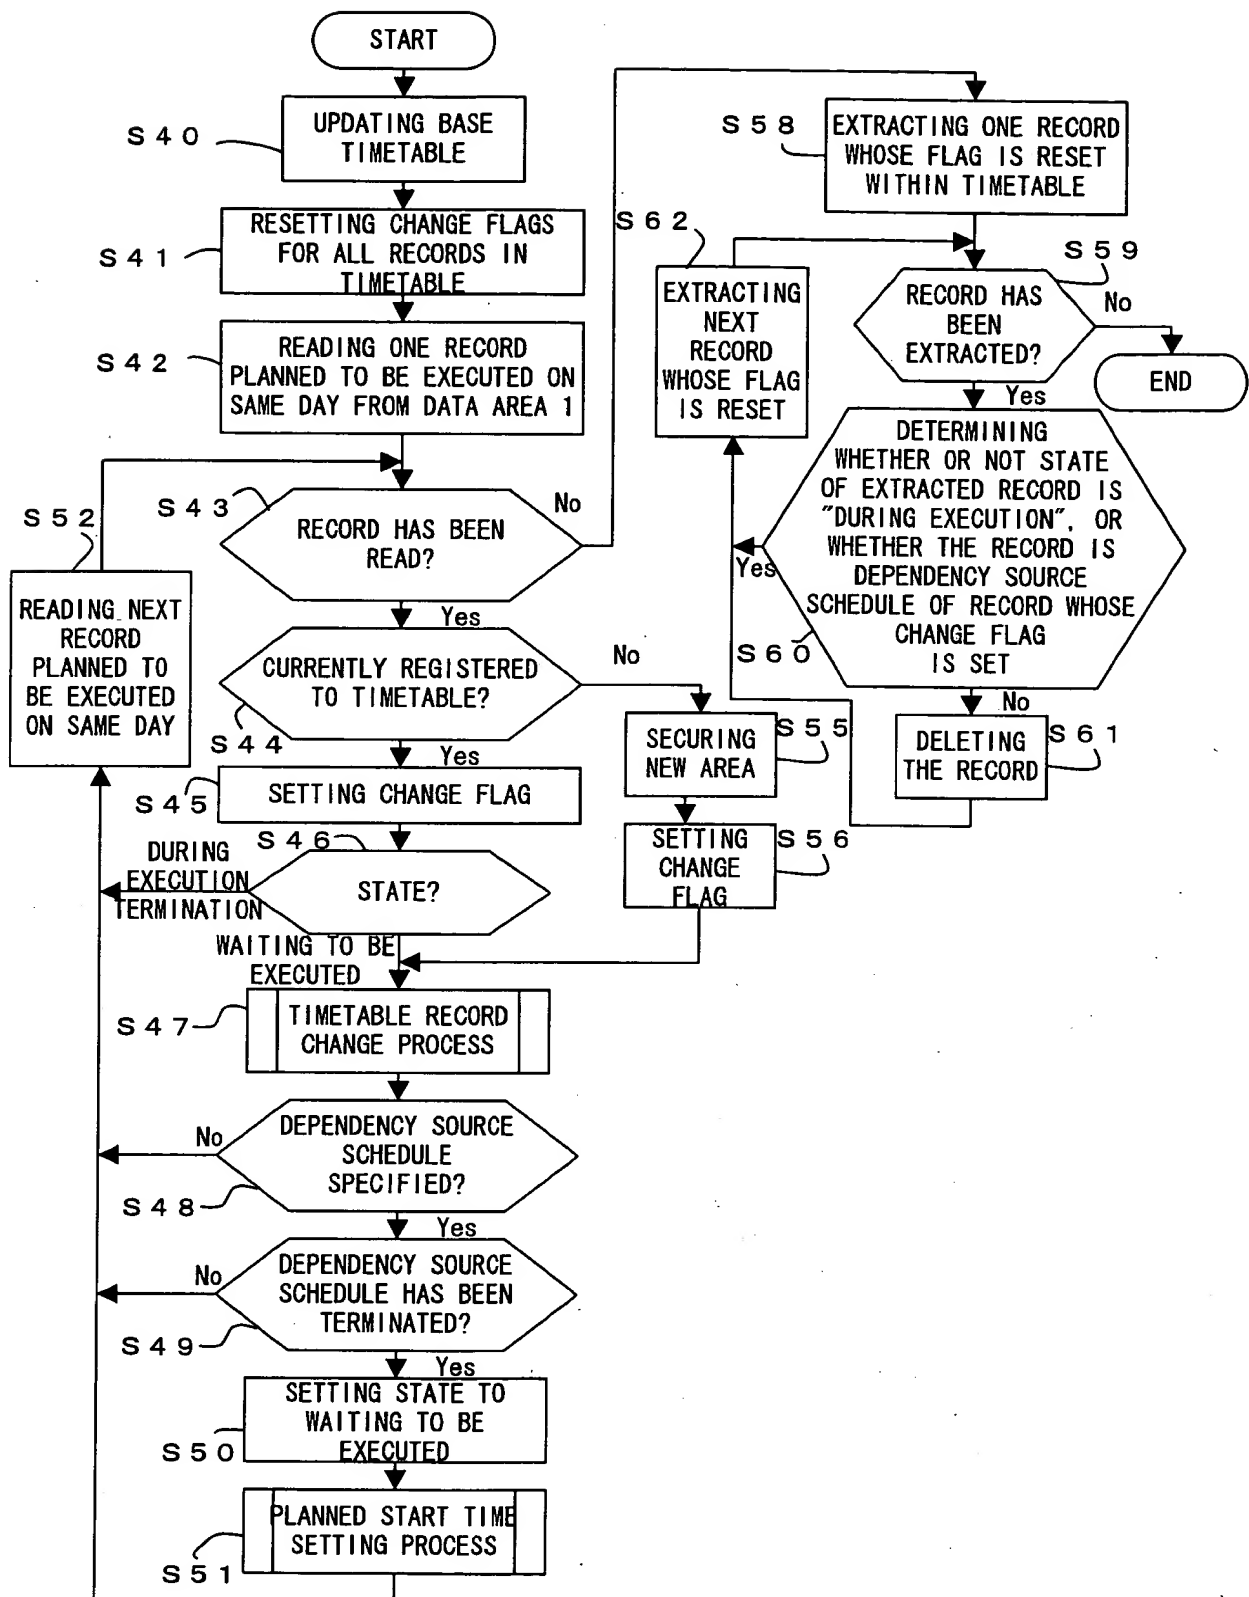 START
S40
UPDATING BASE
TIMETABLE
S41
RESETTING CHANGE FLAGS
FOR ALL RECORDS IN
TIMETABLE
S42
READING ONE RECORD
PLANNED TO BE EXECUTED ON
SAME DAY FROM DATA AREA 1
S43
RECORD HAS BEEN
READ?
No
Yes
S52
READING NEXT
RECORD
PLANNED TO
BE EXECUTED
ON SAME DAY
S44
CURRENTLY REGISTERED
TO TIMETABLE?
No
Yes
S45
SETTING CHANGE FLAG
S46
STATE?
DURING
EXECUTION
TERMINATION
WAITING TO BE
EXECUTED
S55
SECURING
NEW AREA
S56
SETTING
CHANGE
FLAG
S47
TIMETABLE RECORD
CHANGE PROCESS
S48
DEPENDENCY SOURCE
SCHEDULE
SPECIFIED?
No
Yes
S49
DEPENDENCY SOURCE
SCHEDULE HAS BEEN
TERMINATED?
No
Yes
S50
SETTING STATE TO
WAITING TO BE
EXECUTED
S51
PLANNED START TIME
SETTING PROCESS
S58
EXTRACTING ONE RECORD
WHOSE FLAG IS RESET
WITHIN TIMETABLE
S62
EXTRACTING
NEXT
RECORD
WHOSE FLAG
IS RESET
S59
RECORD HAS
BEEN
EXTRACTED?
No
END
Yes
S60
DETERMINING
WHETHER OR NOT STATE
OF EXTRACTED RECORD IS
"DURING EXECUTION", OR
WHETHER THE RECORD IS
DEPENDENCY SOURCE
SCHEDULE OF RECORD WHOSE
CHANGE FLAG
IS SET
Yes
No
S61
DELETING
THE RECORD